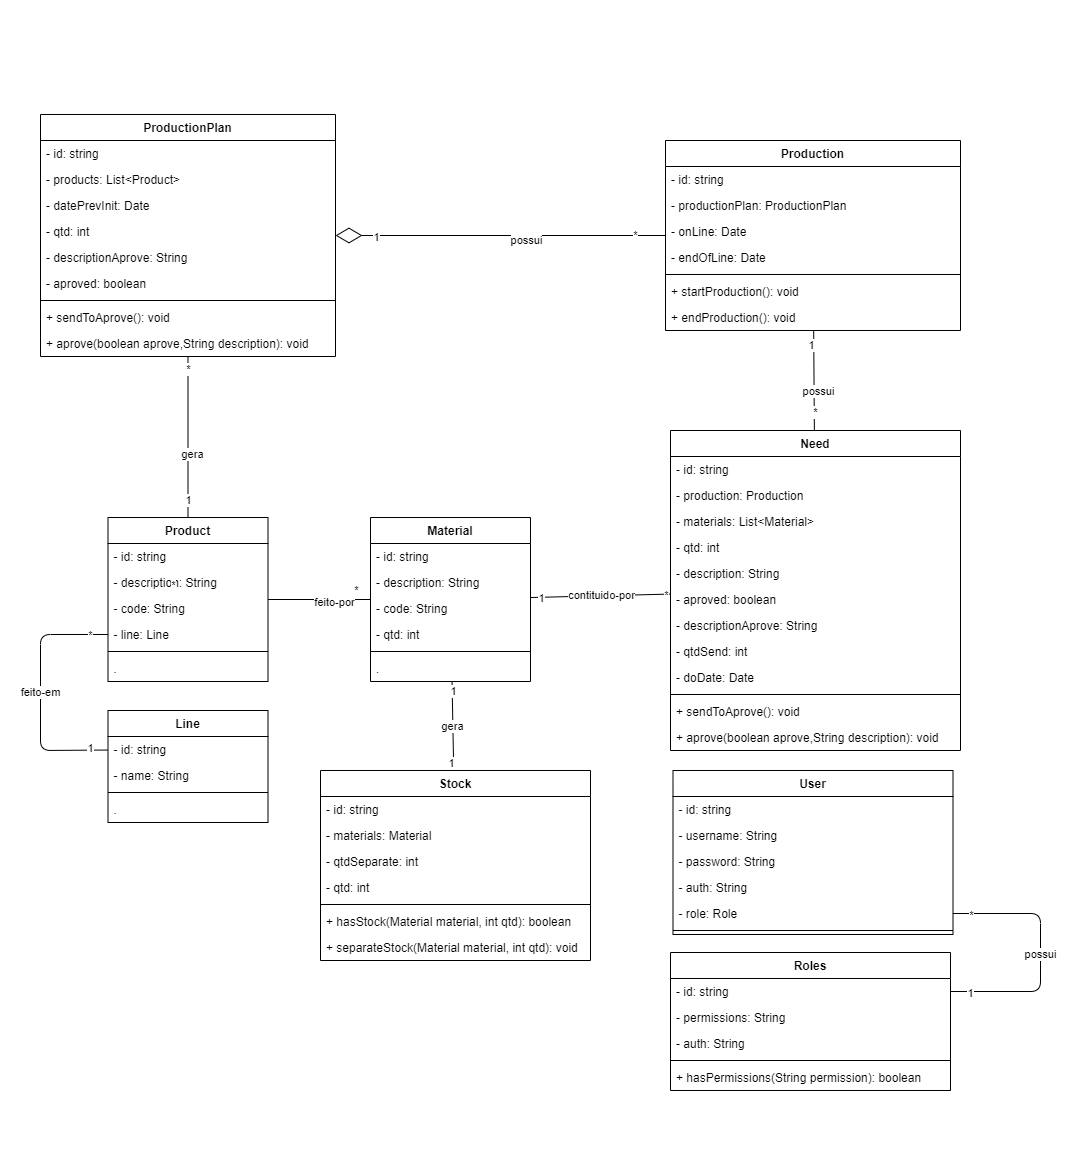 ProductionPlan
- id: string
- products: List<Product>
- datePrevInit: Date
- qtd: int
- descriptionAprove: String
- aproved: boolean
+ sendToAprove(): void
+ aprove(boolean aprove,String description): void
1
possui
*
Production
- id: string
- productionPlan: ProductionPlan
- onLine: Date
- endOfLine: Date
+ startProduction(): void
+ endProduction(): void
1
possui
*
*
gera
1
Need
- id: string
- production: Production
- materials: List<Material>
- qtd: int
- description: String
- aproved: boolean
- descriptionAprove: String
- qtdSend: int
- doDate: Date
+ sendToAprove(): void
+ aprove(boolean aprove,String description): void
Product
- id: string
- description: String
- code: String
- line: Line
.
feito-por
*
Material
- id: string
- description: String
- code: String
- qtd: int
.
1
contituido-por
*
*
feito-em
1
Line
- id: string
- name: String
.
1
gera
1
Stock
- id: string
- materials: Material
- qtdSeparate: int
- qtd: int
+ hasStock(Material material, int qtd): boolean
+ separateStock(Material material, int qtd): void
User
- id: string
- username: String
- password: String
- auth: String
- role: Role
*
possui
1
Roles
- id: string
- permissions: String
- auth: String
+ hasPermissions(String permission): boolean